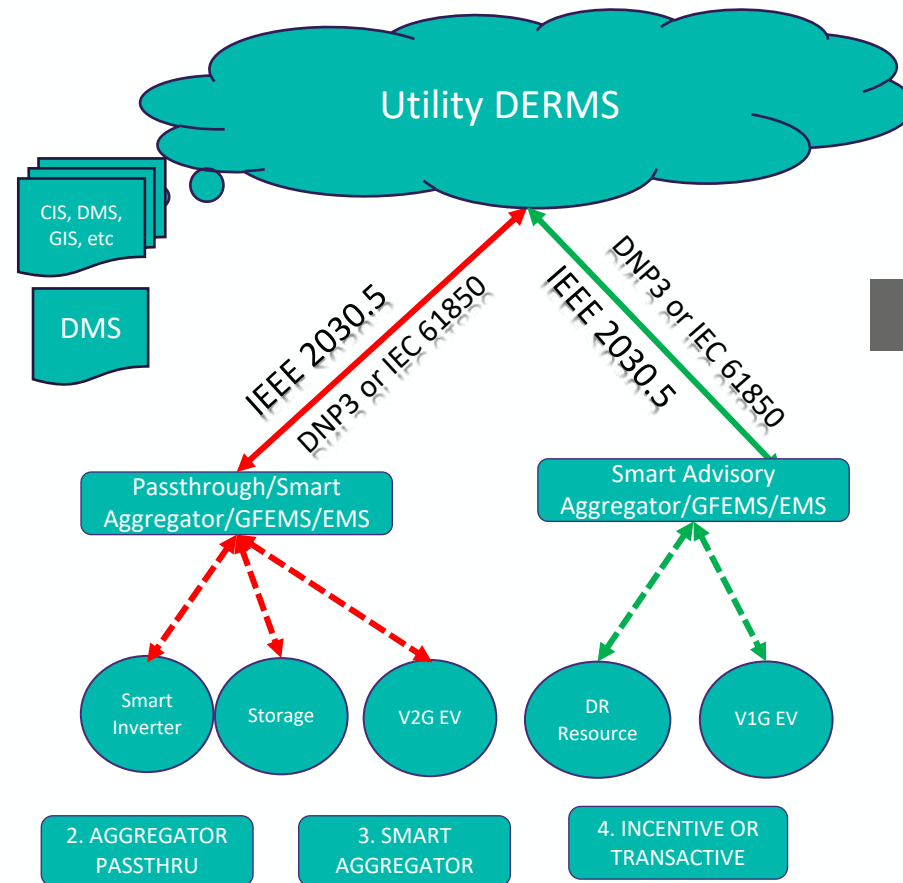 Utility DERMS
CIS, DMS,
GIS, etc
DMS
IEEE 2030.5
DNP3 or IEC 61850
DNP3 or IEC 61850
IEEE 2030.5
Passthrough/Smart
Aggregator/GFEMS/EMS
Smart Advisory
Aggregator/GFEMS/EMS
Smart
Inverter
Storage
V2G EV
DR
Resource
V1G EV
2. AGGREGATOR
PASSTHRU
3. SMART
AGGREGATOR
4. INCENTIVE OR
TRANSACTIVE